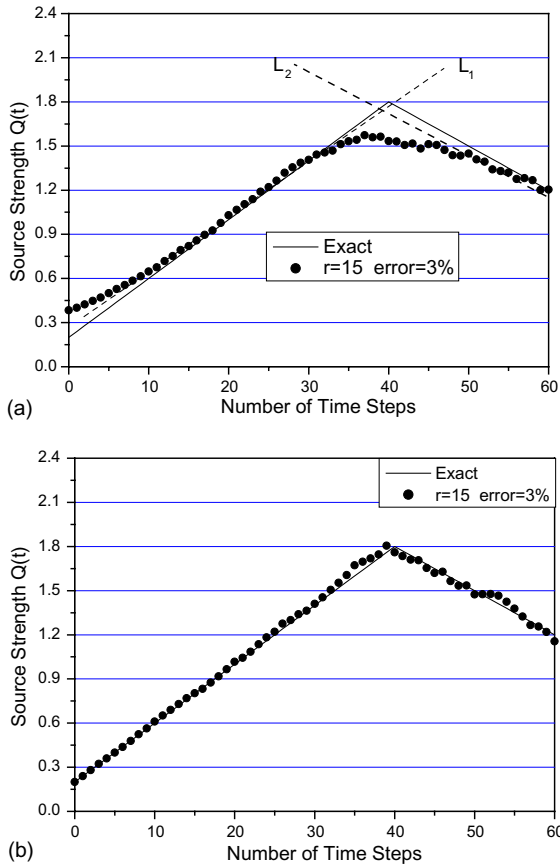 2.4
2.1
1.8
1.5
1.2
0.9
0.6
0.3
0.0
Source Strength Q(t)
L2
L1
Exact
r=15 error=3%
0 10 20 30 40 50 60
Number of Time Steps
(a)
2.4
2.1
1.8
1.5
1.2
0.9
0.6
0.3
0.0
Source Strength Q(t)
Exact
r=15 error=3%
0 10 20 30 40 50 60
Number of Time Steps
(b)